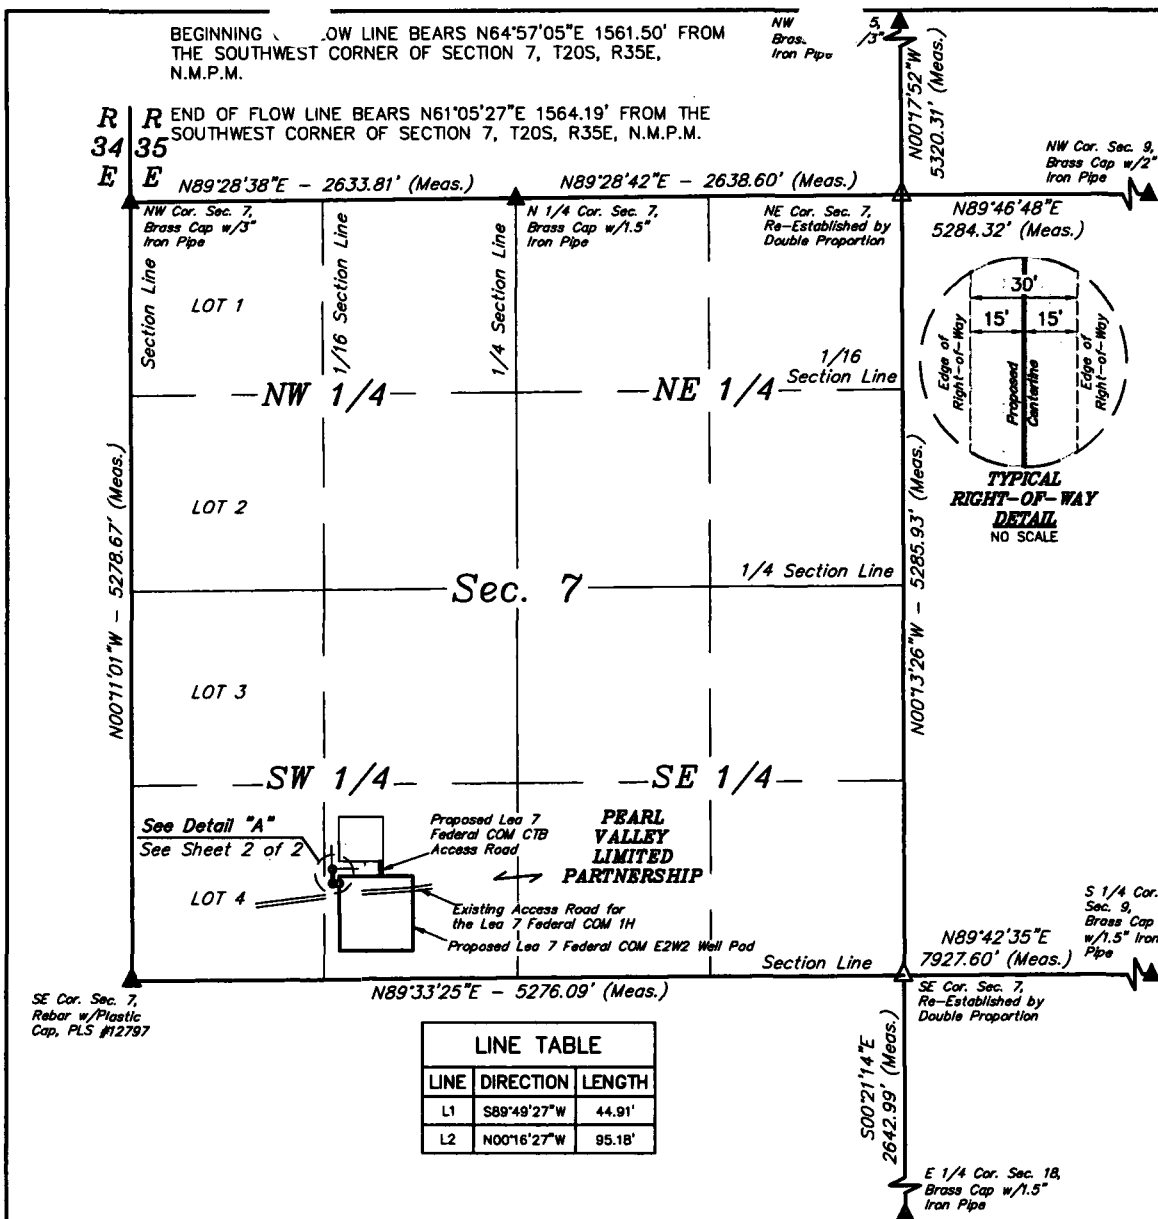 BEGINNING OW LINE BEARS N64°57'05"E 1561.50' FROM
THE SOUTHWEST CORNER OF SECTION 7, T20S, R35E,
N.M.P.M.
END OF FLOW LINE BEARS N61°05'27"E 1564.19' FROM THE
SOUTHWEST CORNER OF SECTION 7, T20S, R35E, N.M.P.M.
R R
34 35
E E
NW 5,
Bras. /3"
Iron Pipe
N00°17'52"W
5320.31' (Meas.)
NW Cor. Sec. 9,
Brass Cap w/2"
Iron Pipe
N89°28'38"E - 2633.81' (Meas.)
N89°28'42"E - 2638.60' (Meas.)
N89°46'48"E
5284.32' (Meas.)
NW Cor. Sec. 7,
Brass Cap w/3"
Iron Pipe
N 1/4 Cor. Sec. 7,
Brass Cap w/1.5"
Iron Pipe
NE Cor. Sec. 7,
Re-Established by
Double Proportion
Section Line
1/16 Section Line
1/4 Section Line
LOT 1
30'
15' 15'
Edge of
Right-of-Way
Proposed
Centerline
Edge of
Right-of-Way
TYPICAL
RIGHT-OF-WAY
DETAIL
NO SCALE
1/16
Section Line
NW 1/4
NE 1/4
N00°11'01"W - 5278.67' (Meas.)
N00°13'26"W - 5285.93' (Meas.)
LOT 2
Sec. 7
1/4 Section Line
LOT 3
SW 1/4
SE 1/4
See Detail "A"
See Sheet 2 of 2
Proposed Lea 7
Federal COM CTB
Access Road
PEARL
VALLEY
LIMITED
PARTNERSHIP
LOT 4
Existing Access Road for
the Lea 7 Federal COM 1H
Proposed Lea 7 Federal COM E2W2 Well Pad
S 1/4 Cor.
Sec. 9,
Brass Cap
w/1.5" Iron
Pipe
N89°42'35"E
7927.60' (Meas.)
Section Line
N89°33'25"E - 5276.09' (Meas.)
SE Cor. Sec. 7,
Rebar w/Plastic
Cap, PLS #12797
SE Cor. Sec. 7,
Re-Established by
Double Proportion
LINE TABLE
LINE DIRECTION LENGTH
L1 S89°49'27"W 44.91'
L2 N00°16'27"W 95.18'
S00°21'14"E
2642.99' (Meas.)
E 1/4 Cor. Sec. 18,
Brass Cap w/1.5"
Iron Pipe